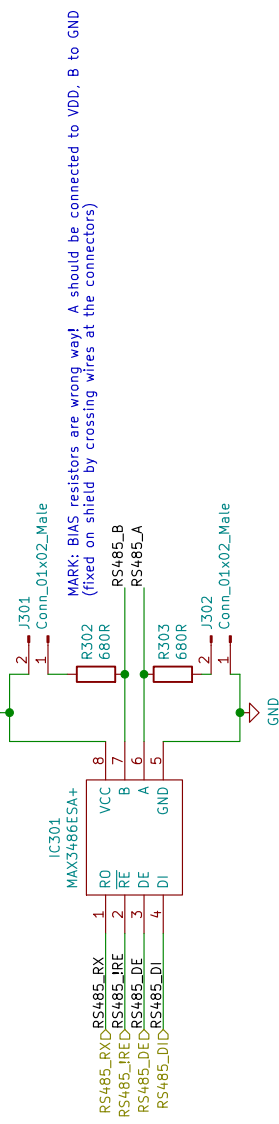 MARK: BIAS resistors are wrong way!  A should be connected to VDD, B to GND
(fixed on shield by crossing wires at the connectors)
J301
Conn_01x02_Male
2
1
R302
680R
RS485_B
RS485_A
R303
680R
J302
Conn_01x02_Male
2
1
GND
IC301
MAX3486ESA+
8
7
6
5
VCC
B
A
GND
RO
RE
DE
DI
1
2
3
4
RS485_RX
RS485_!RE
RS485_DE
RS485_DI
RS485_RX
RS485_!RE
RS485_DE
RS485_DI